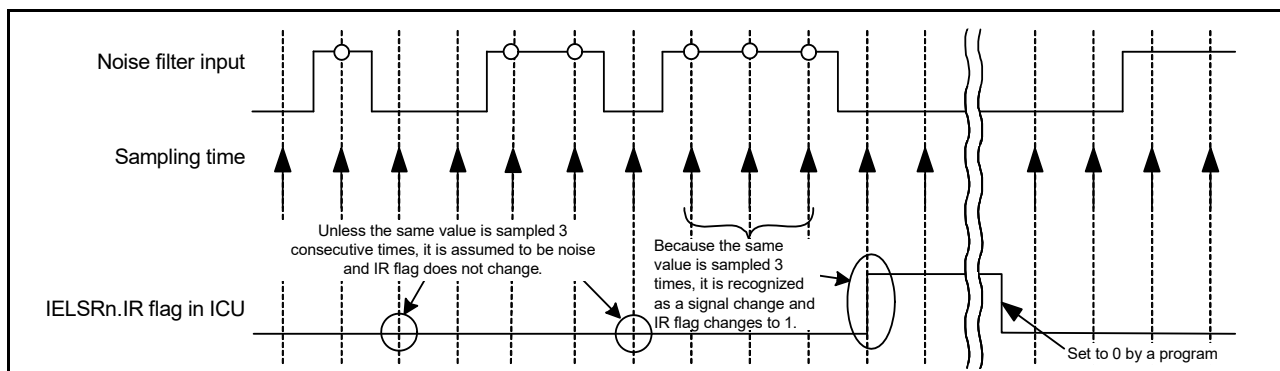 Noise filter input
Sampling time
Unless the same value is sampled 3
consecutive times, it is assumed to be noise
and IR flag does not change.
Because the same
value is sampled 3
times, it is recognized
as a signal change and
IR flag changes to 1.
IELSRn.IR flag in ICU
Set to 0 by a program